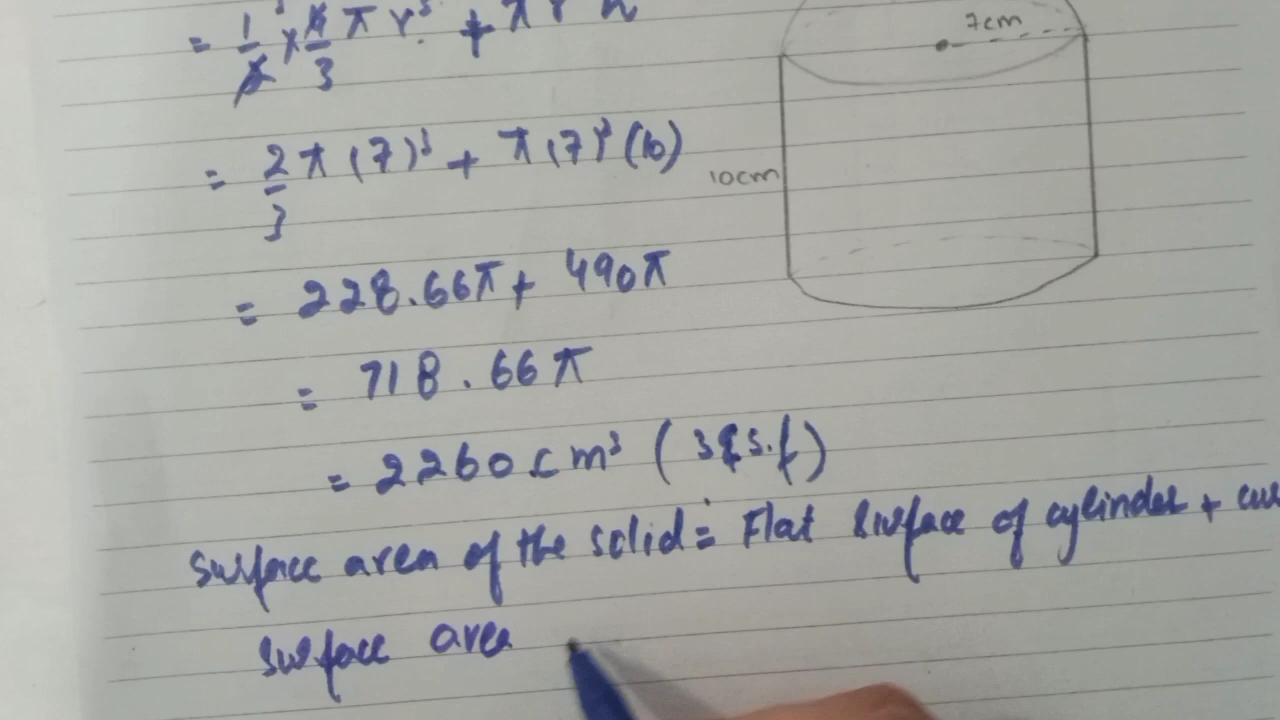 = 1/2 x 4/3 π r³ + π r² h
7cm
= 2/3 π (7)³ + π (7)² (10)
10cm
= 228.66π + 490π
= 718.66π
= 2260 cm³ (3 s.f)
Surface area of the solid = Flat surface of cylinder + cur
surface area